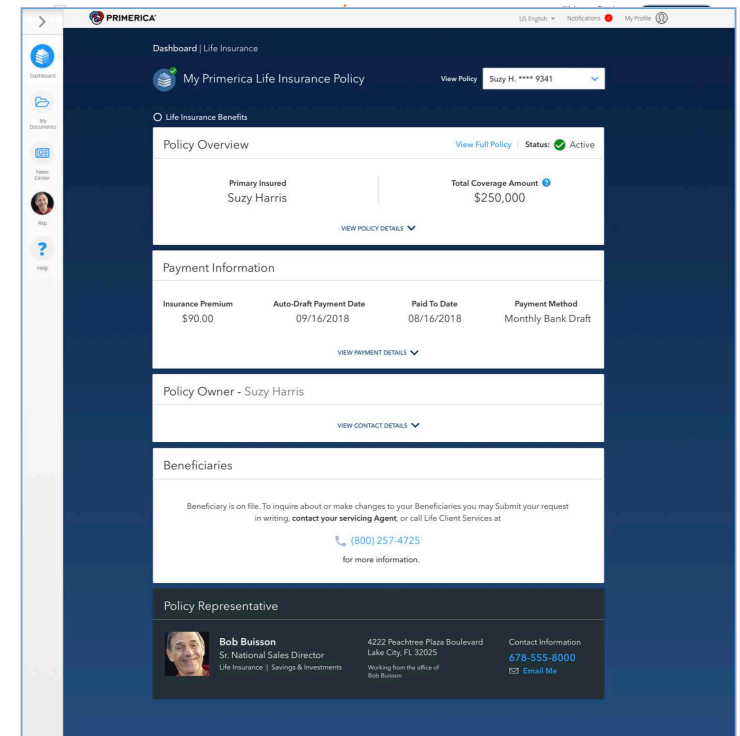 PRIMERICA
US English
Notifications
My Profile
Dashboard
My
Documents
News
Center
Rep
?
Help
Dashboard | Life Insurance
My Primerica Life Insurance Policy
View Policy
Suzy H. **** 9341
Life Insurance Benefits
Policy Overview
View Full Policy | Status: Active
Primary Insured
Suzy Harris
Total Coverage Amount ?
$250,000
VIEW POLICY DETAILS
Payment Information
Insurance Premium
$90.00
Auto-Draft Payment Date
09/16/2018
Paid To Date
08/16/2018
Payment Method
Monthly Bank Draft
VIEW PAYMENT DETAILS
Policy Owner - Suzy Harris
VIEW CONTACT DETAILS
Beneficiaries
Beneficiary is on file. To inquire about or make changes to your Beneficiaries you may Submit your request
in writing, contact your servicing Agent, or call Life Client Services at
(800) 257-4725
for more information.
Policy Representative
Bob Buisson
Sr. National Sales Director
Life Insurance | Savings & Investments
4222 Peachtree Plaza Boulevard
Lake City, FL 32025
Working from the office of
Bob Buisson
Contact Information
678-555-8000
Email Me